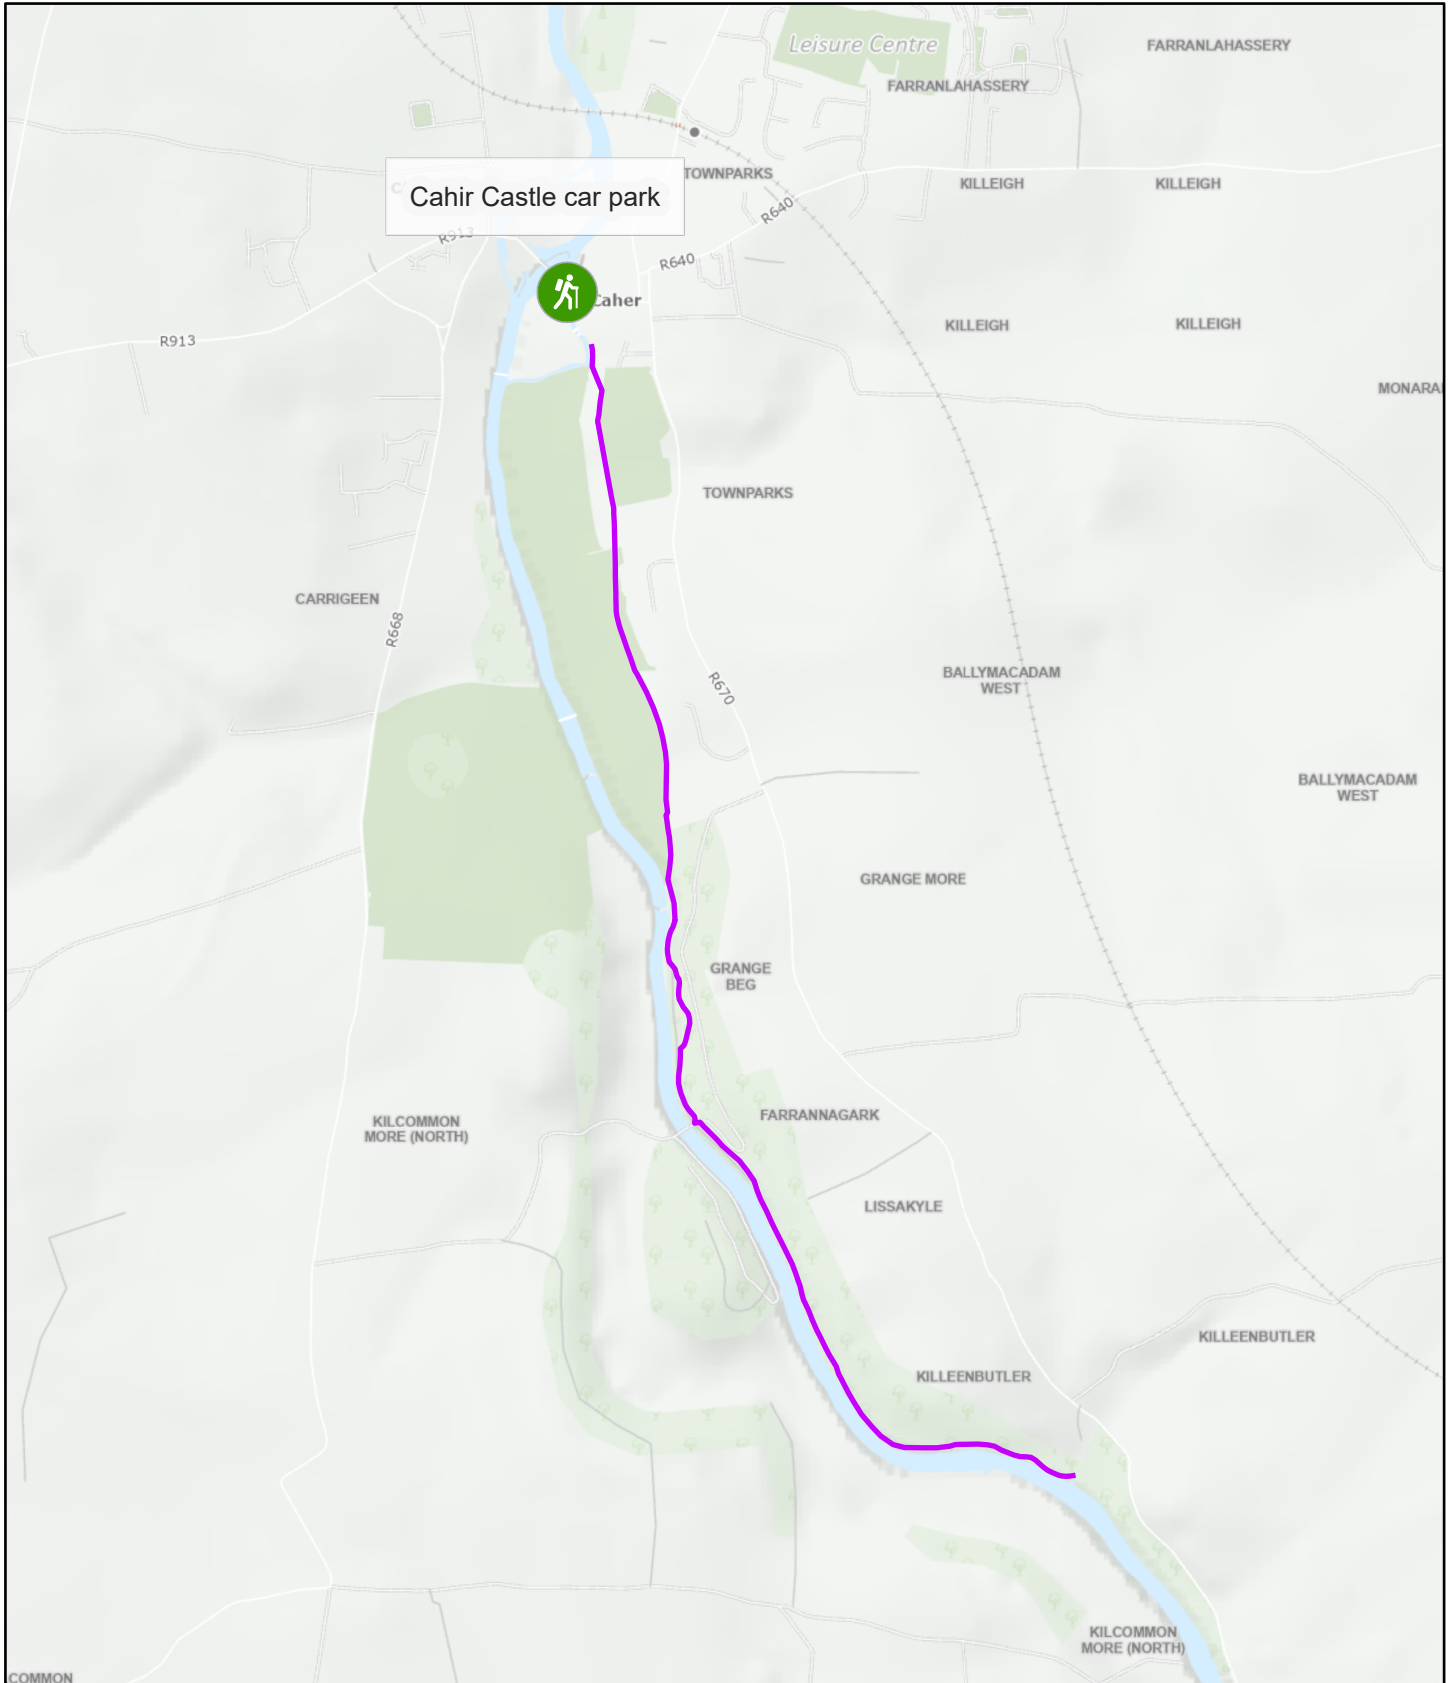 Leisure Centre
FARRANLAHASSERY
FARRANLAHASSERY
TOWNPARKS
KILLEIGH
KILLEIGH
Cahir Castle car park
R640
R913
R640
Caher
KILLEIGH
KILLEIGH
R913
MONARA
TOWNPARKS
CARRIGEEN
R668
R670
BALLYMACADAM
WEST
BALLYMACADAM
WEST
GRANGE MORE
GRANGE
BEG
KILCOMMON
MORE (NORTH)
FARRANNAGARK
LISSAKYLE
KILLEENBUTLER
KILLEENBUTLER
KILCOMMON
MORE (NORTH)
COMMON